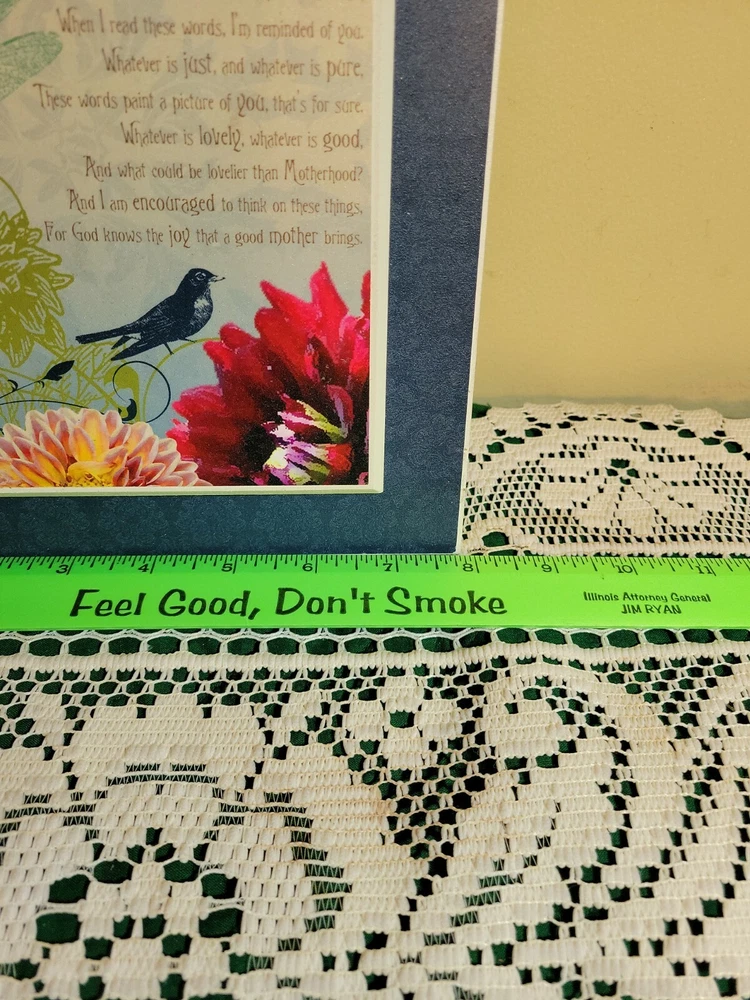 When I read these words, I'm reminded of you.
Whatever is just, and whatever is pure,
These words paint a picture of you, that's for sure.
Whatever is lovely, whatever is good,
And what could be lovelier than Motherhood?
And I am encouraged to think on these things,
For God knows the joy that a good mother brings.
3 4 5 6 7 8 9 10 11
Feel Good, Don't Smoke
Illinois Attorney General
JIM RYAN